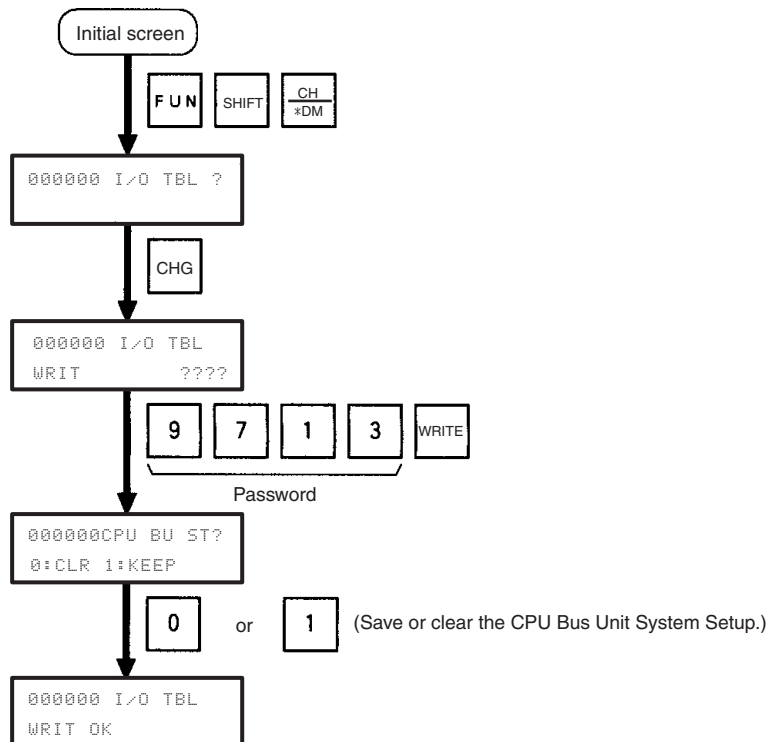 Initial screen
FUN SHIFT CH
*DM
000000 I/O TBL ?
CHG
000000 I/O TBL
WRIT ????
9 7 1 3 WRITE
Password
000000CPU BU ST?
0:CLR 1:KEEP
0 or 1 (Save or clear the CPU Bus Unit System Setup.)
000000 I/O TBL
WRIT OK